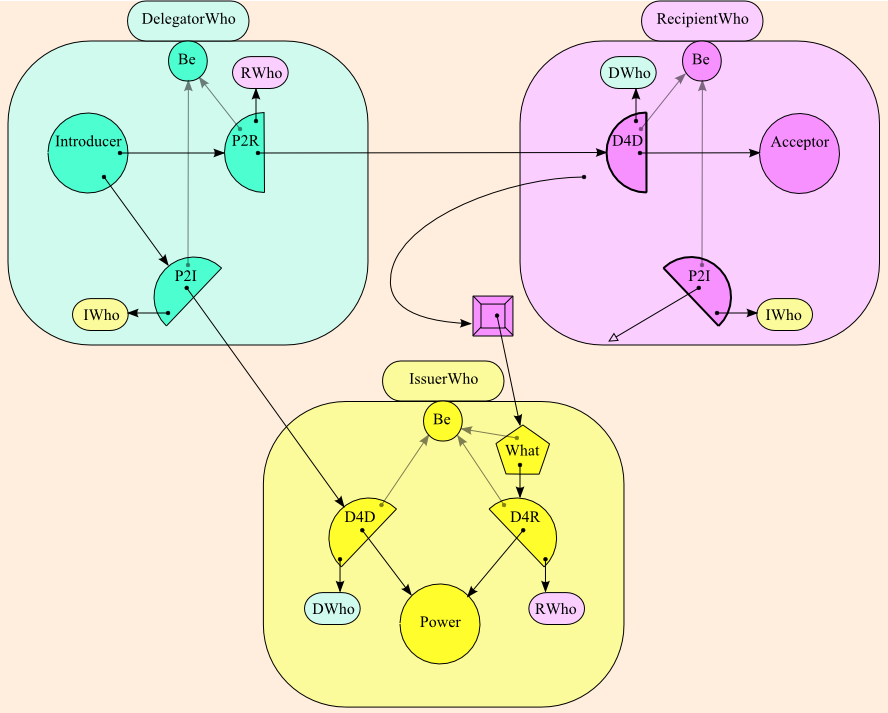 DelegatorWho
RecipientWho
Be
Be
RWho
DWho
Introducer
P2R
D4D
Acceptor
P2I
P2I
IWho
IWho
IssuerWho
Be
What
D4D
D4R
DWho
Power
RWho